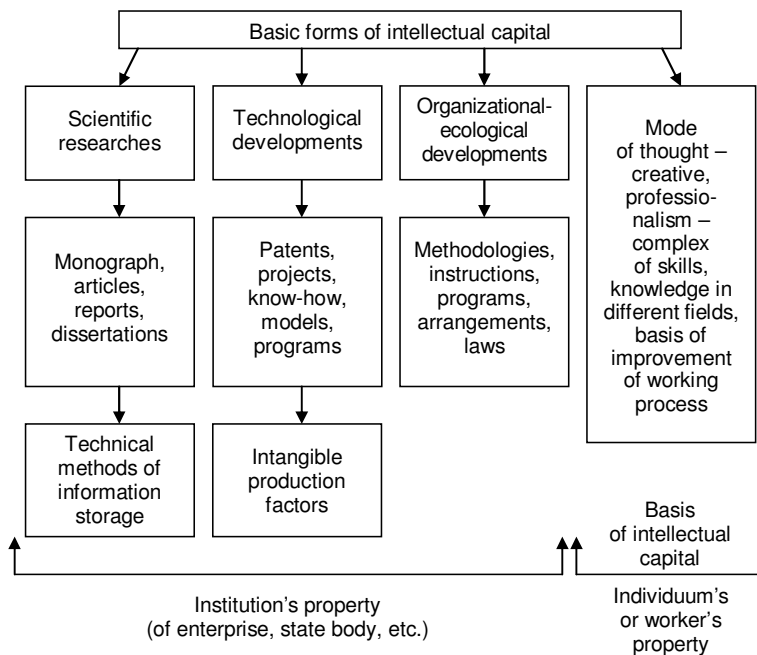 Basic forms of intellectual capital
Scientific
researches
Technological
developments
Organizational-
ecological
developments
Mode
of thought –
creative,
professio-
nalism –
complex
of skills,
knowledge in
different fields,
basis of
improvement
of working
process
Monograph,
articles,
reports,
dissertations
Patents,
projects,
know-how,
models,
programs
Methodologies,
instructions,
programs,
arrangements,
laws
Technical
methods of
information
storage
Intangible
production
factors
Basis
of intellectual
capital
Institution’s property
(of enterprise, state body, etc.)
Individuum’s
or worker’s
property